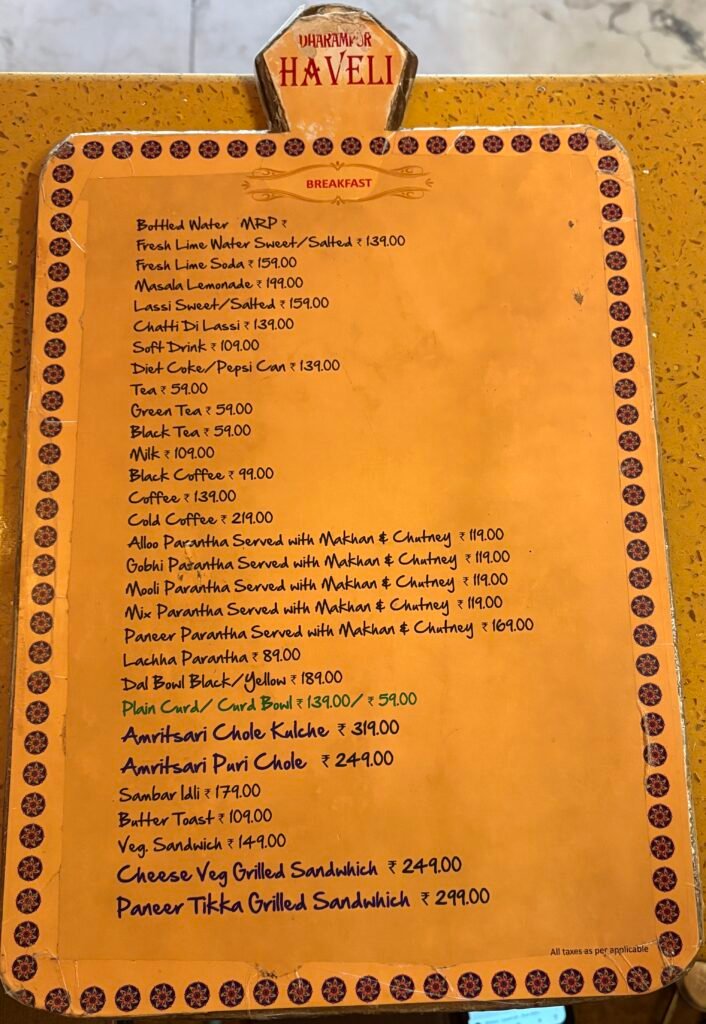 DHARAMPUR
HAVELI
BREAKFAST
Bottled Water MRP ₹
Fresh Lime Water Sweet/Salted ₹ 139.00
Fresh Lime Soda ₹ 159.00
Masala Lemonade ₹ 199.00
Lassi Sweet/Salted ₹ 159.00
Chatti Di Lassi ₹ 139.00
Soft Drink ₹ 109.00
Diet Coke/Pepsi Can ₹ 139.00
Tea ₹ 59.00
Green Tea ₹ 59.00
Black Tea ₹ 59.00
Milk ₹ 109.00
Black Coffee ₹ 99.00
Coffee ₹ 139.00
Cold Coffee ₹ 219.00
Alloo Parantha Served with Makhan & Chutney ₹ 119.00
Gobhi Parantha Served with Makhan & Chutney ₹ 119.00
Mooli Parantha Served with Makhan & Chutney ₹ 119.00
Mix Parantha Served with Makhan & Chutney ₹ 119.00
Paneer Parantha Served with Makhan & Chutney ₹ 169.00
Lachha Parantha ₹ 89.00
Dal Bowl Black/Yellow ₹ 189.00
Plain Curd/ Curd Bowl ₹ 139.00/ ₹ 59.00
Amritsari Chole Kulche ₹ 319.00
Amritsari Puri Chole ₹ 249.00
Sambar Idli ₹ 179.00
Butter Toast ₹ 109.00
Veg. Sandwich ₹ 149.00
Cheese Veg Grilled Sandwhich ₹ 249.00
Paneer Tikka Grilled Sandwhich ₹ 299.00
All taxes as per applicable